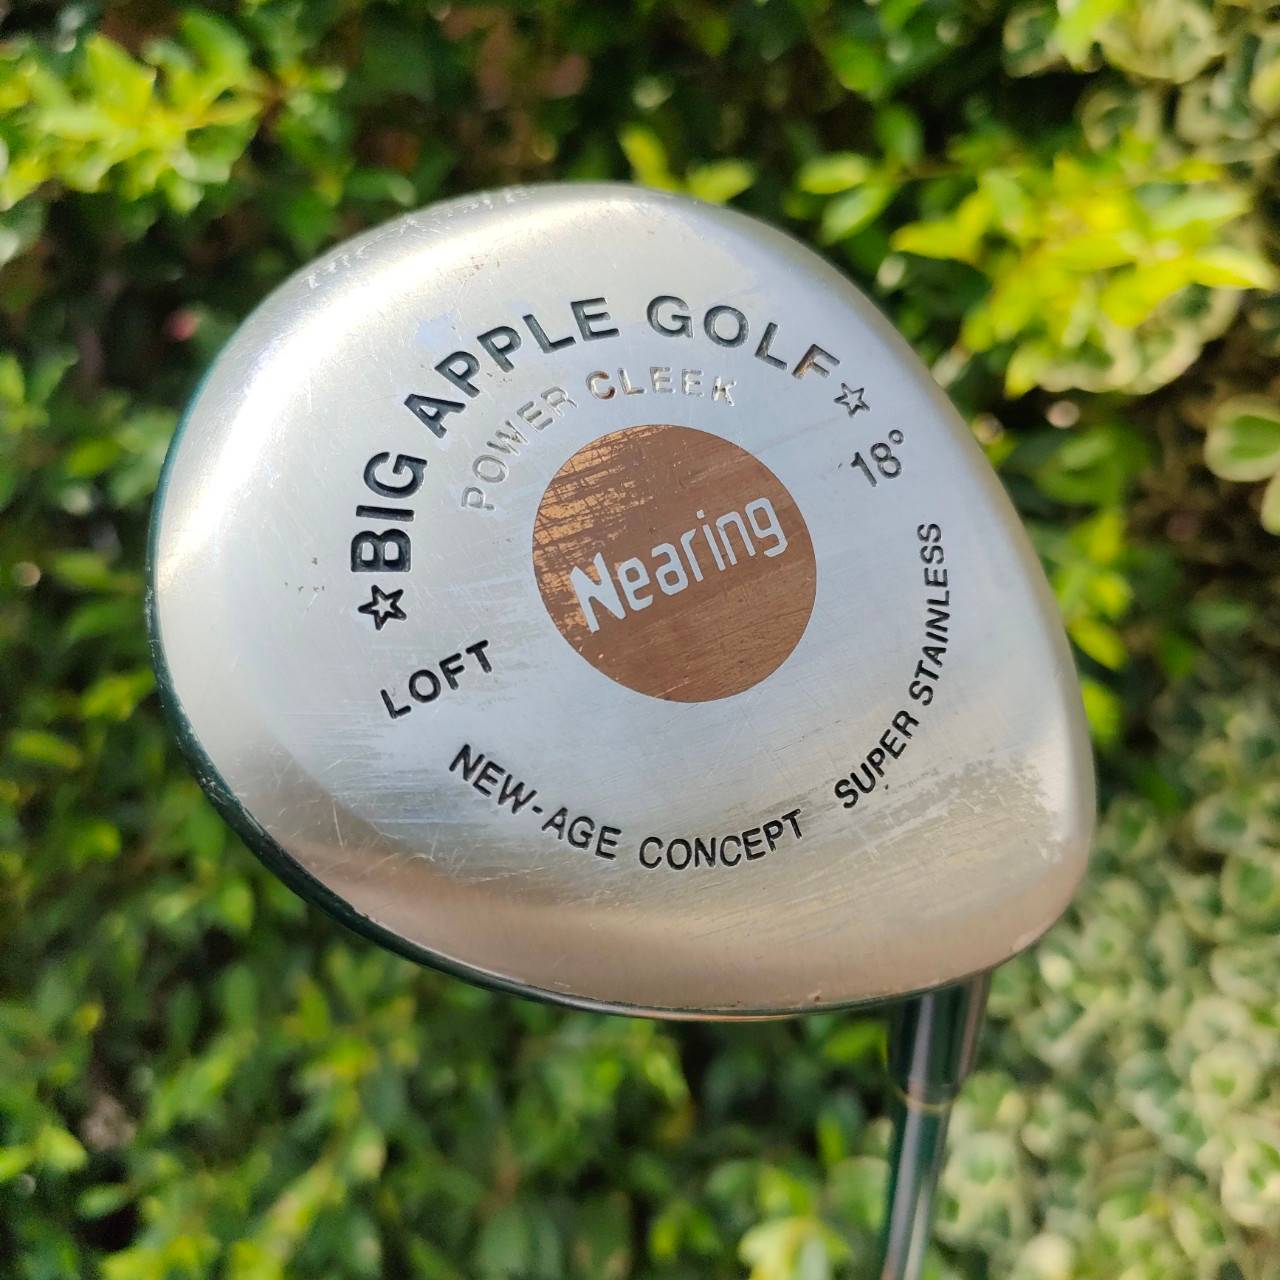 ☆BIG APPLE GOLF☆
POWER CLEEK
Nearing
LOFT 18°
NEW-AGE CONCEPT SUPER STAINLESS